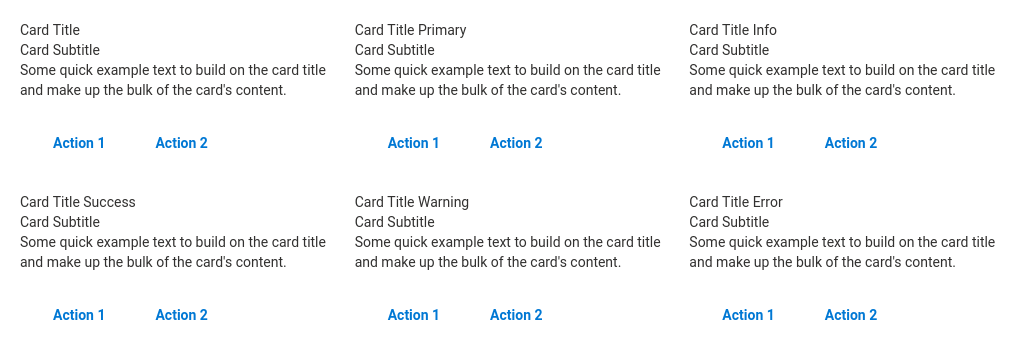 Card Title
Card Subtitle
Some quick example text to build on the card title
and make up the bulk of the card's content.
Action 1 Action 2
Card Title Primary
Card Subtitle
Some quick example text to build on the card title
and make up the bulk of the card's content.
Action 1 Action 2
Card Title Info
Card Subtitle
Some quick example text to build on the card title
and make up the bulk of the card's content.
Action 1 Action 2
Card Title Success
Card Subtitle
Some quick example text to build on the card title
and make up the bulk of the card's content.
Action 1 Action 2
Card Title Warning
Card Subtitle
Some quick example text to build on the card title
and make up the bulk of the card's content.
Action 1 Action 2
Card Title Error
Card Subtitle
Some quick example text to build on the card title
and make up the bulk of the card's content.
Action 1 Action 2